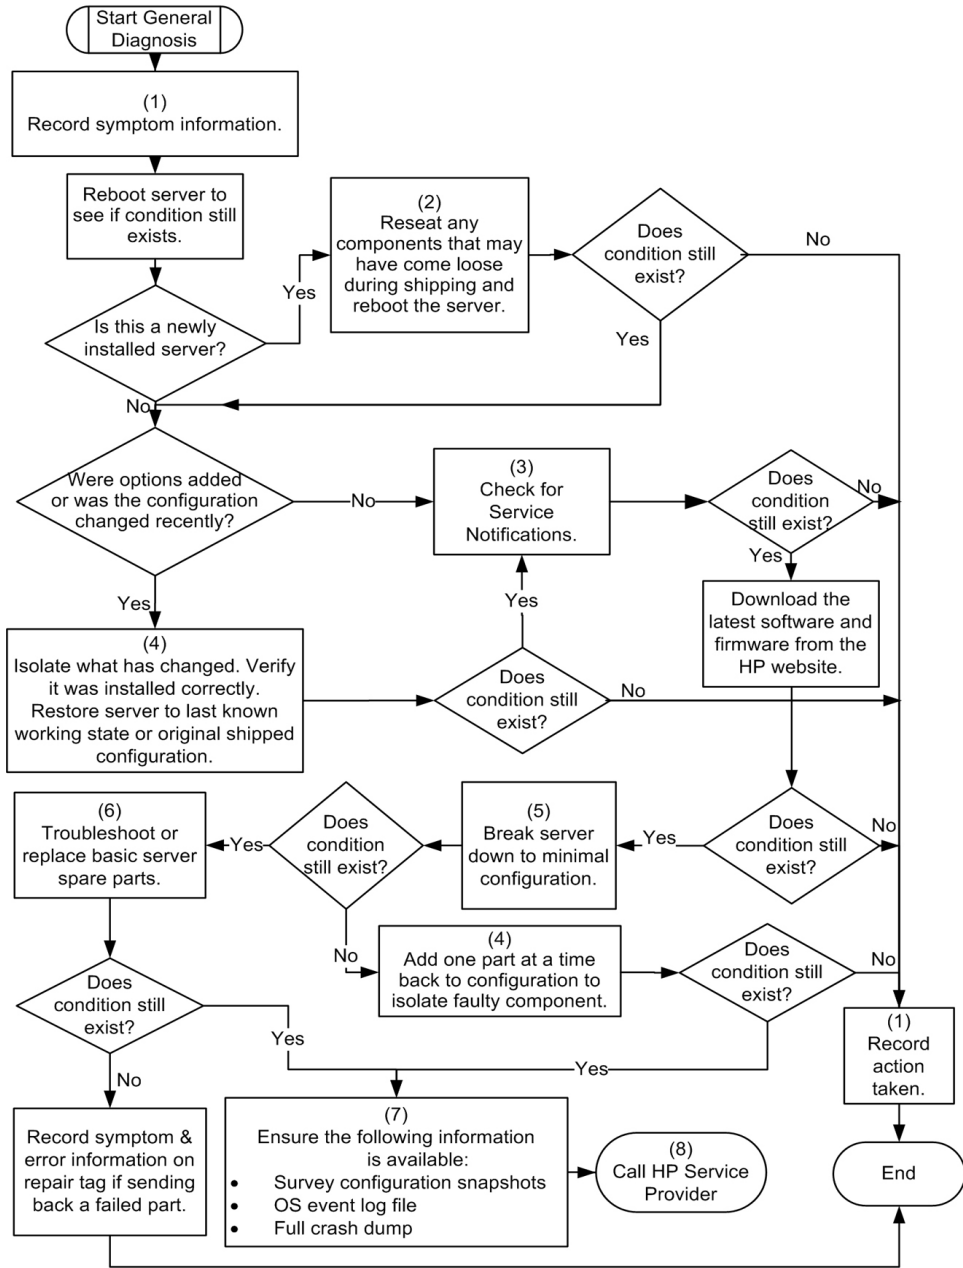 Start General
Diagnosis
(1)
Record symptom information.
Reboot server to
see if condition still
exists.
Is this a newly
installed server?
Yes
(2)
Reseat any
components that may
have come loose
during shipping and
reboot the server.
Does
condition still
exist?
No
Yes
No
Were options added
or was the configuration
changed recently?
No
(3)
Check for
Service
Notifications.
Does
condition
still exist?
No
Yes
Download the
latest software and
firmware from the
HP website.
Yes
(4)
Isolate what has changed. Verify
it was installed correctly.
Restore server to last known
working state or original shipped
configuration.
Yes
Does
condition still
exist?
No
Does
condition still
exist?
No
Yes
(5)
Break server
down to minimal
configuration.
Does
condition
still exist?
Yes
(6)
Troubleshoot or
replace basic server
spare parts.
No
(4)
Add one part at a time
back to configuration to
isolate faulty component.
Does
condition still
exist?
No
Yes
Does
condition still
exist?
Yes
No
(1)
Record
action
taken.
Record symptom &
error information on
repair tag if sending
back a failed part.
(7)
Ensure the following information
is available:
• Survey configuration snapshots
• OS event log file
• Full crash dump
(8)
Call HP Service
Provider
End